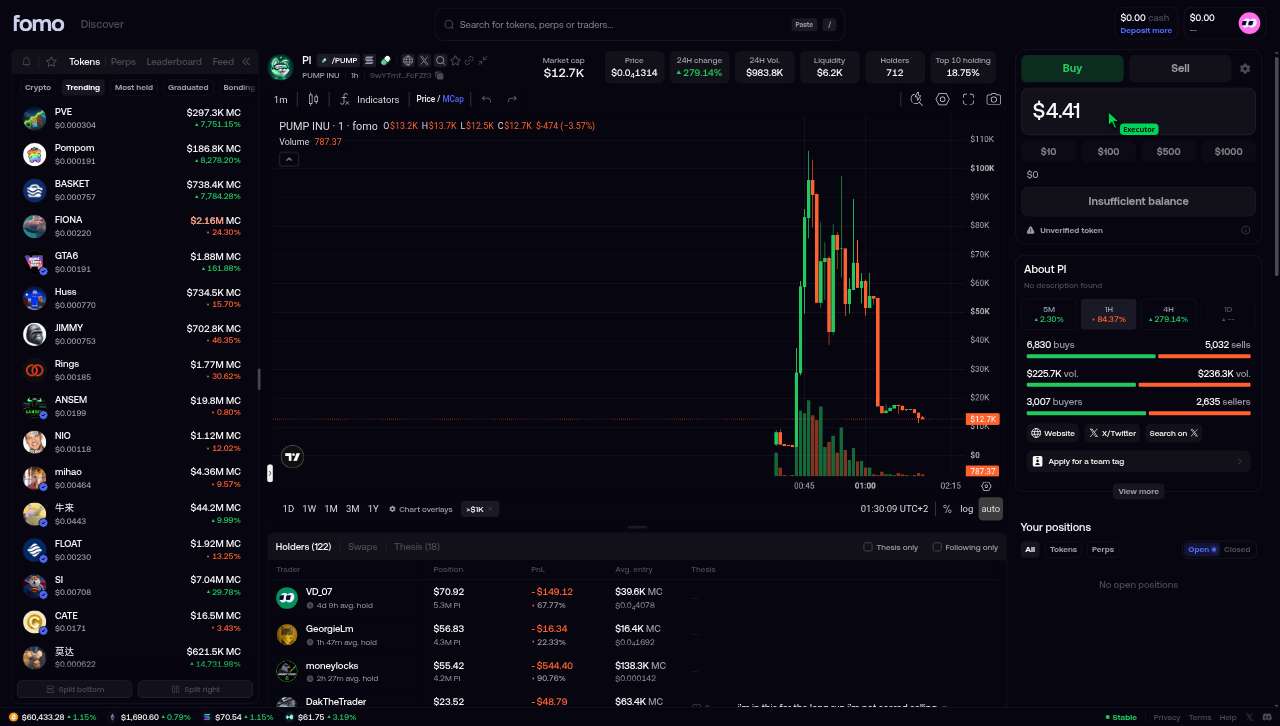 fomo Discover
Search for tokens, perps or traders... Paste /
$0.00 cash
Deposit more
$0.00
Tokens Perps Leaderboard Feed
Crypto Trending Most held Graduated Bonding
PVE $297.3K MC
$0.000304 7,751.15%
Pompom $186.8K MC
$0.000191 8,278.20%
BASKET $738.4K MC
$0.000757 7,784.28%
FIONA $2.16M MC
$0.00220 24.30%
GTA6 $1.88M MC
$0.00191 161.88%
Huss $734.5K MC
$0.000770 15.70%
JIMMY $702.8K MC
$0.000753 46.35%
Rings $1.77M MC
$0.00185 30.62%
ANSEM $19.8M MC
$0.0199 0.80%
NIO $1.12M MC
$0.00118 12.02%
mihao $4.36M MC
$0.00464 9.57%
牛来 $44.2M MC
$0.0443 9.99%
FLOAT $1.92M MC
$0.00230 13.25%
SI $7.04M MC
$0.00708 29.78%
CATE $16.5M MC
$0.0171 3.43%
莫达 $621.5K MC
$0.000622 14,731.98%
Split bottom Split right
PI /PUMP
PUMP INU 1h
Market cap
$12.7K
Price
$0.0₄1314
24H change
279.14%
24H Vol.
$983.8K
Liquidity
$6.2K
Holders
712
Top 10 holding
18.75%
1m Indicators Price / MCap
PUMP INU · 1 · fomo O$13.2K H$13.7K L$12.5K C$12.7K $-474 (−3.57%)
Volume 787.37
$110K
$100K
$90K
$80K
$70K
$60K
$50K
$40K
$30K
$20K
$12.7K
$10K
$0
787.37
00:45 01:00 02:15
1D 1W 1M 3M 1Y Chart overlays >$1K 01:30:09 UTC+2 % log auto
Holders (122) Swaps Thesis (18) Thesis only Following only
Trader Position PnL Avg. entry Thesis
VD_07 $70.92 -$149.12 $39.6K MC
4d 9h avg. hold 5.3M PI 67.77% $0.0₄4078
GeorgieLm $56.83 -$16.34 $16.4K MC
1h 47m avg. hold 4.3M PI 22.33% $0.0₄1692
moneylocks $55.42 -$544.40 $138.3K MC
2h 27m avg. hold 4.2M PI 90.76% $0.000142
DakTheTrader $23.52 -$48.79 $63.4K MC
Buy Sell
$4.41
Executor
$10 $100 $500 $1000
$0
Insufficient balance
Unverified token
About PI
No description found
5M 1H 4H 1D
2.30% 84.37% 279.14% --
6,830 buys 5,032 sells
$225.7K vol. $236.3K vol.
3,007 buyers 2,635 sellers
Website X/Twitter Search on X
Apply for a team tag
View more
Your positions
All Tokens Perps Open Closed
No open positions
$60,433.28 1.15% $1,690.60 0.79% $70.54 1.15% $61.75 3.19%
Stable Privacy Terms Help